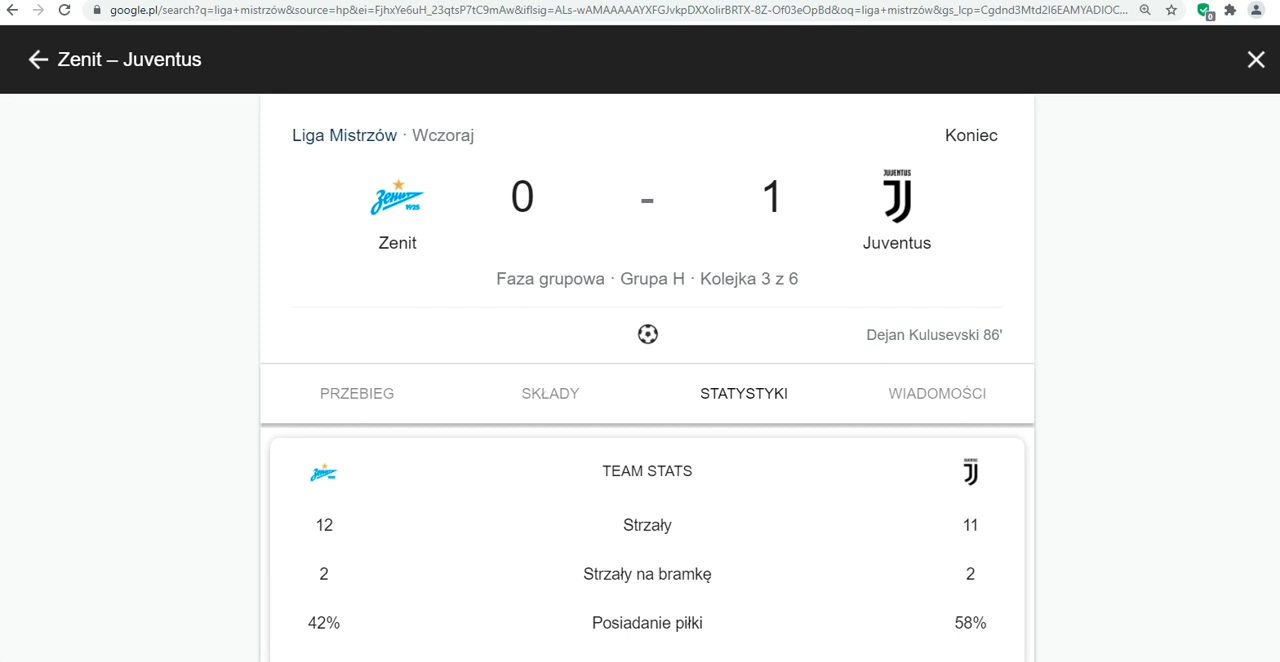 google.pl/search?q=liga+mistrzów&source=hp&ei=FjhxYe6uH_23qtsP7tC9mAw&iflsig=ALs-wAMAAAAAYXFGJvkpDXXolirBRTX-8Z-Of03eOpBd&oq=liga+mistrzów&gs_lcp=Cgdnd3Mtd2l6EAMYADIOC...
0
Zenit – Juventus
Liga Mistrzów · Wczoraj Koniec
0 - 1
Zenit Juventus
Faza grupowa · Grupa H · Kolejka 3 z 6
Dejan Kulusevski 86'
PRZEBIEG SKŁADY STATYSTYKI WIADOMOŚCI
TEAM STATS
12 Strzały 11
2 Strzały na bramkę 2
42% Posiadanie piłki 58%